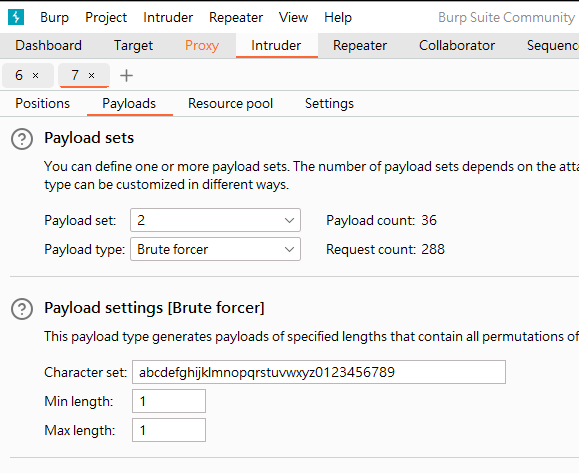 Burp Project Intruder Repeater View Help Burp Suite Community
Dashboard Target Proxy Intruder Repeater Collaborator Sequenc
6 × 7 × +
Positions Payloads Resource pool Settings
? Payload sets
You can define one or more payload sets. The number of payload sets depends on the atta
type can be customized in different ways.
Payload set: 2 Payload count: 36
Payload type: Brute forcer Request count: 288
? Payload settings [Brute forcer]
This payload type generates payloads of specified lengths that contain all permutations of
Character set: abcdefghijklmnopqrstuvwxyz0123456789
Min length: 1
Max length: 1